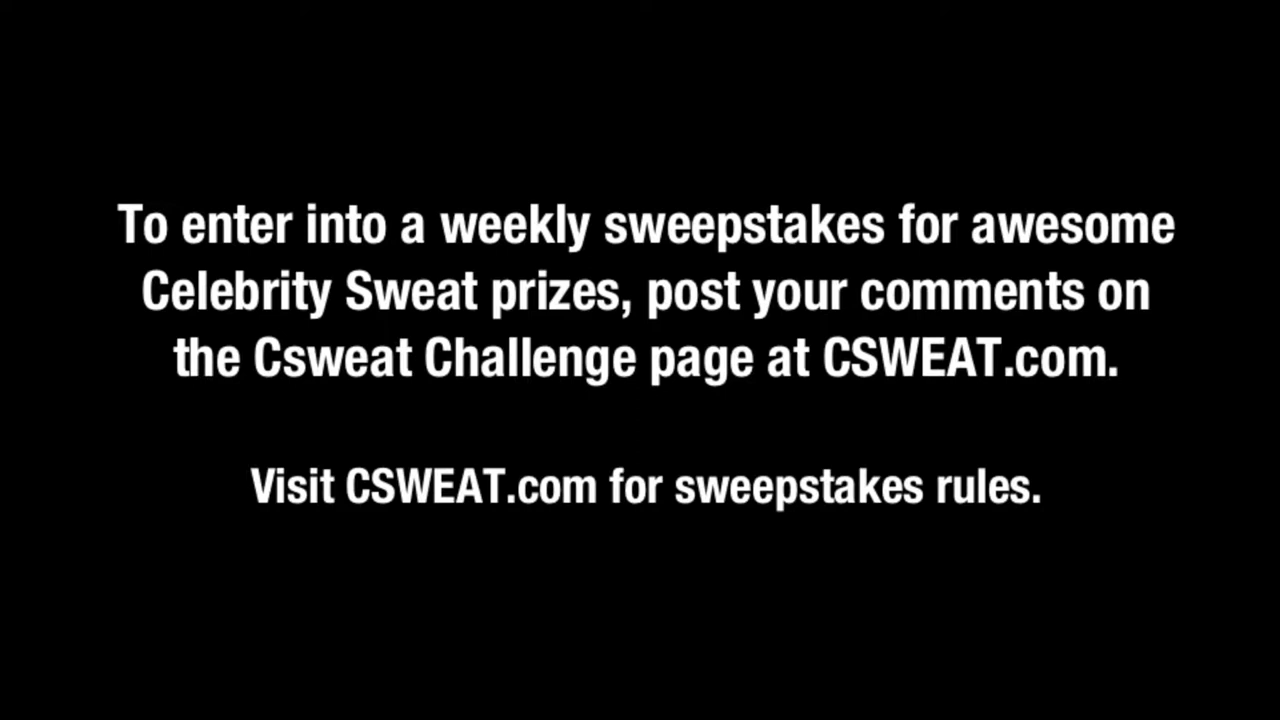 To enter into a weekly sweepstakes for awesome
Celebrity Sweat prizes, post your comments on
the Csweat Challenge page at CSWEAT.com.
Visit CSWEAT.com for sweepstakes rules.